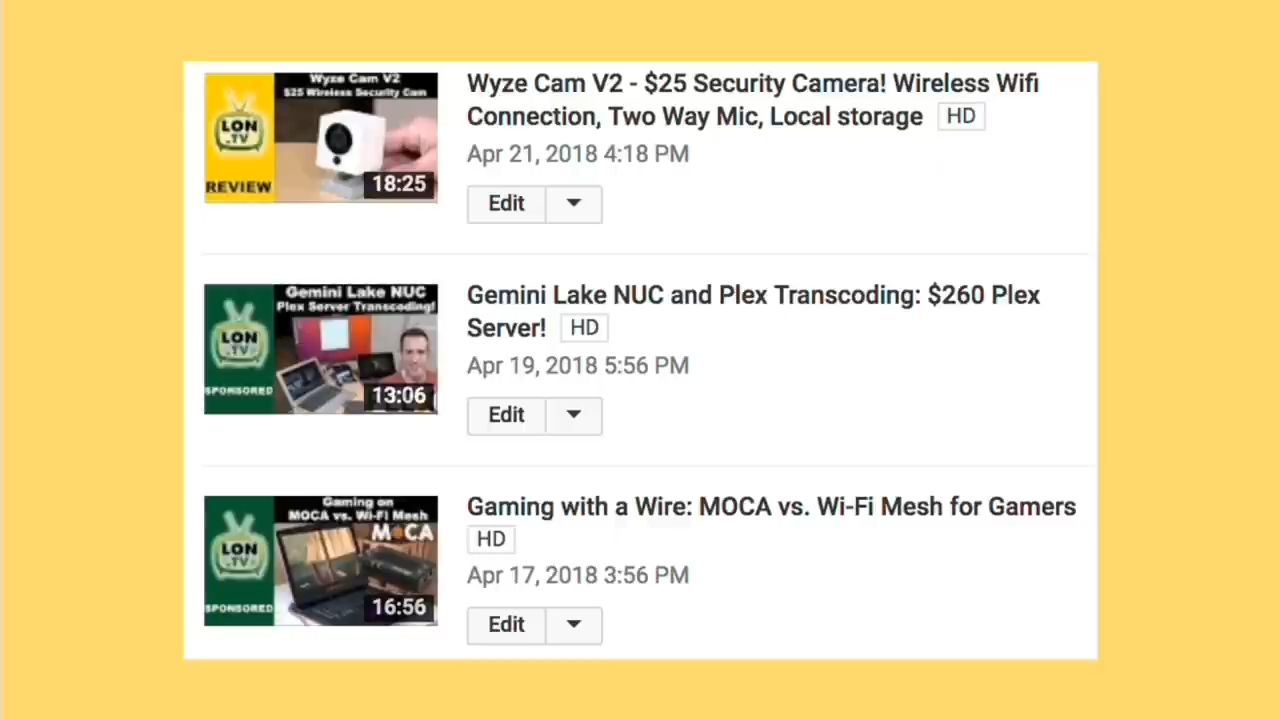 Wyze Cam V2
$25 Wireless Security Cam
LON
.TV
REVIEW
18:25
Wyze Cam V2 - $25 Security Camera! Wireless Wifi
Connection, Two Way Mic, Local storage HD
Apr 21, 2018 4:18 PM
Edit
Gemini Lake NUC
Plex Server Transcoding!
LON
.TV
SPONSORED
13:06
Gemini Lake NUC and Plex Transcoding: $260 Plex
Server! HD
Apr 19, 2018 5:56 PM
Edit
Gaming on
MOCA vs. Wi-Fi Mesh
MOCA
LON
.TV
SPONSORED
16:56
Gaming with a Wire: MOCA vs. Wi-Fi Mesh for Gamers
HD
Apr 17, 2018 3:56 PM
Edit